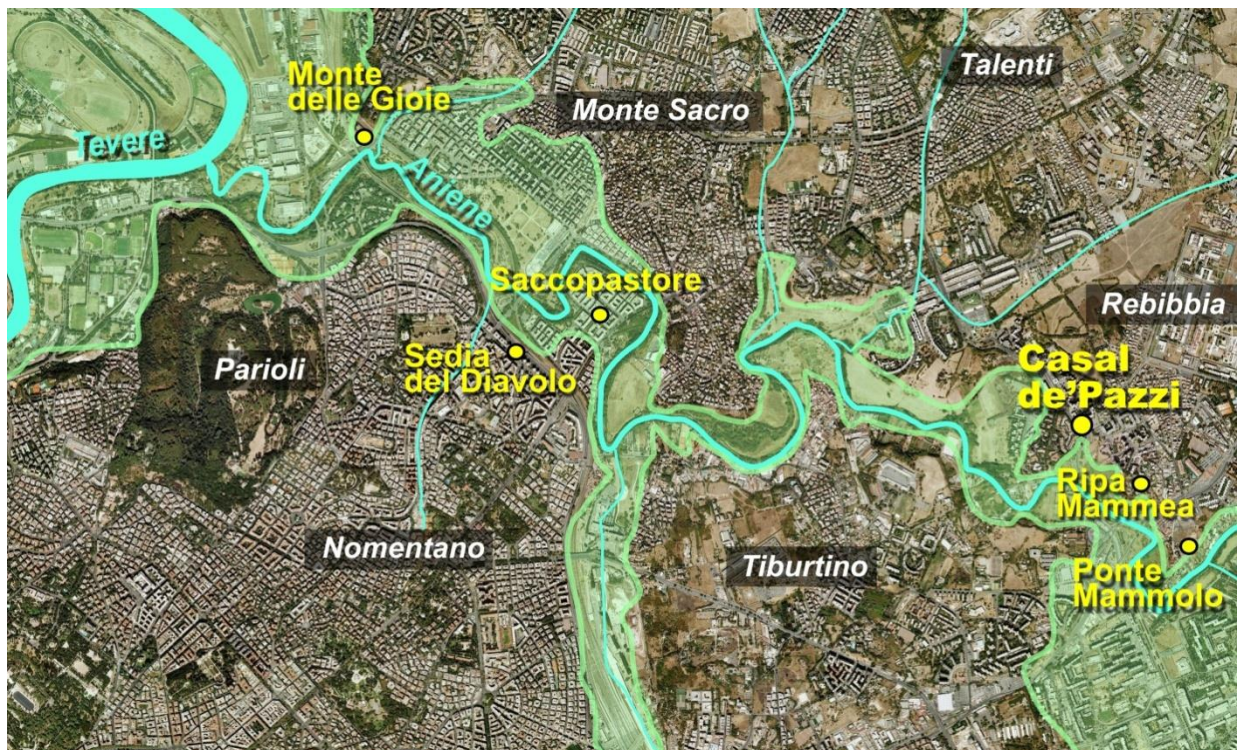 Monte
delle Gioie
Talenti
Monte Sacro
Tevere
Aniene
Saccopastore
Rebibbia
Parioli
Sedia
del Diavolo
Casal
de'Pazzi
Ripa
Mammea
Nomentano
Tiburtino
Ponte
Mammolo